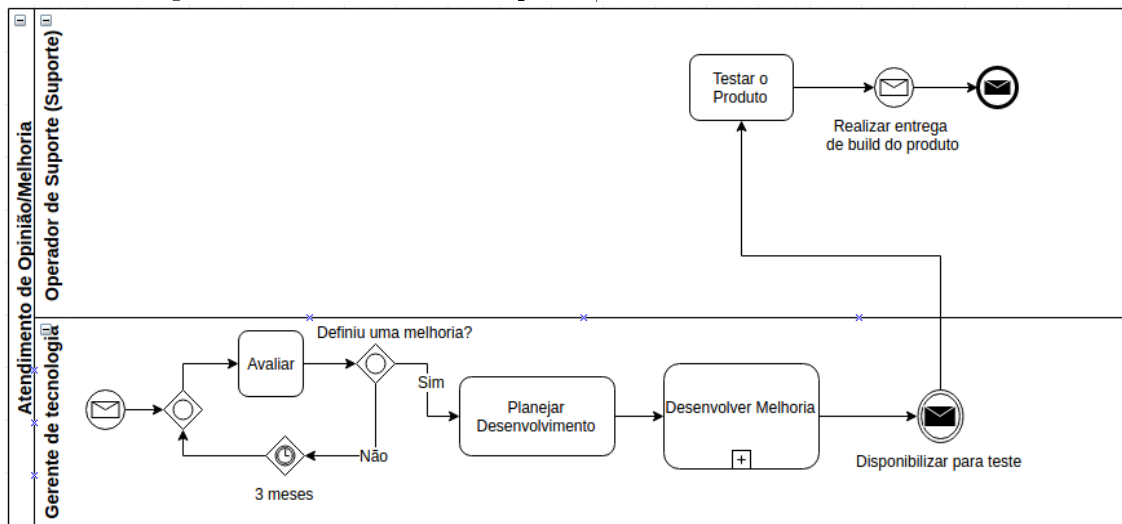 Atendimento de Opinião/Melhoria
Operador de Suporte (Suporte)
Testar o
Produto
Realizar entrega
de build do produto
Gerente de tecnologia
Definiu uma melhoria?
Avaliar
Sim
Não
3 meses
Planejar
Desenvolvimento
Desenvolver Melhoria
Disponibilizar para teste